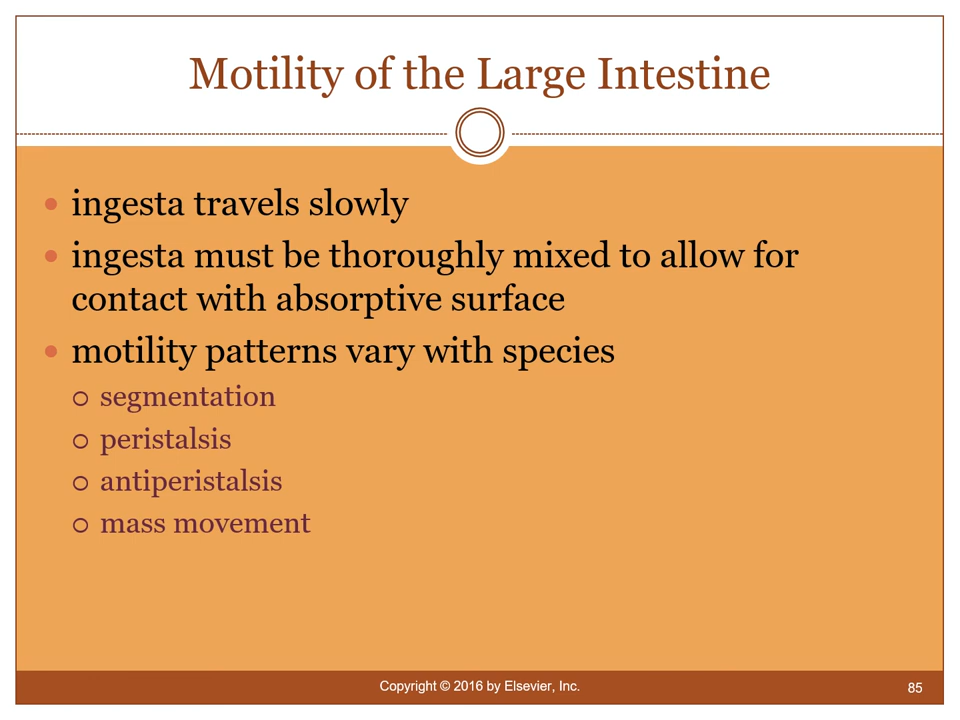 Motility of the Large Intestine
ingesta travels slowly
ingesta must be thoroughly mixed to allow for
contact with absorptive surface
motility patterns vary with species
segmentation
peristalsis
antiperistalsis
mass movement
Copyright © 2016 by Elsevier, Inc.
85